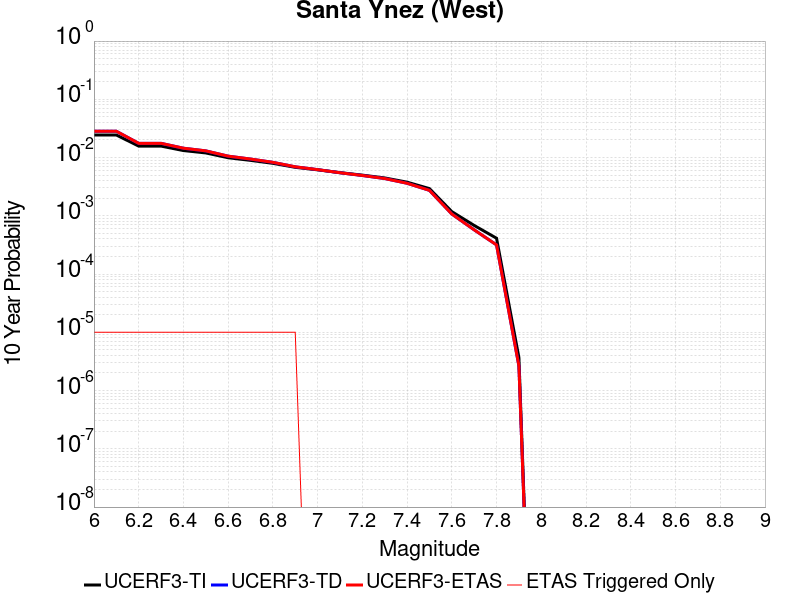 Santa Ynez (West)
10^0
10^-1
10^-2
10^-3
10^-4
10^-5
10^-6
10^-7
10^-8
10 Year Probability
6 6.2 6.4 6.6 6.8 7 7.2 7.4 7.6 7.8 8 8.2 8.4 8.6 8.8 9
Magnitude
UCERF3-TI UCERF3-TD UCERF3-ETAS ETAS Triggered Only